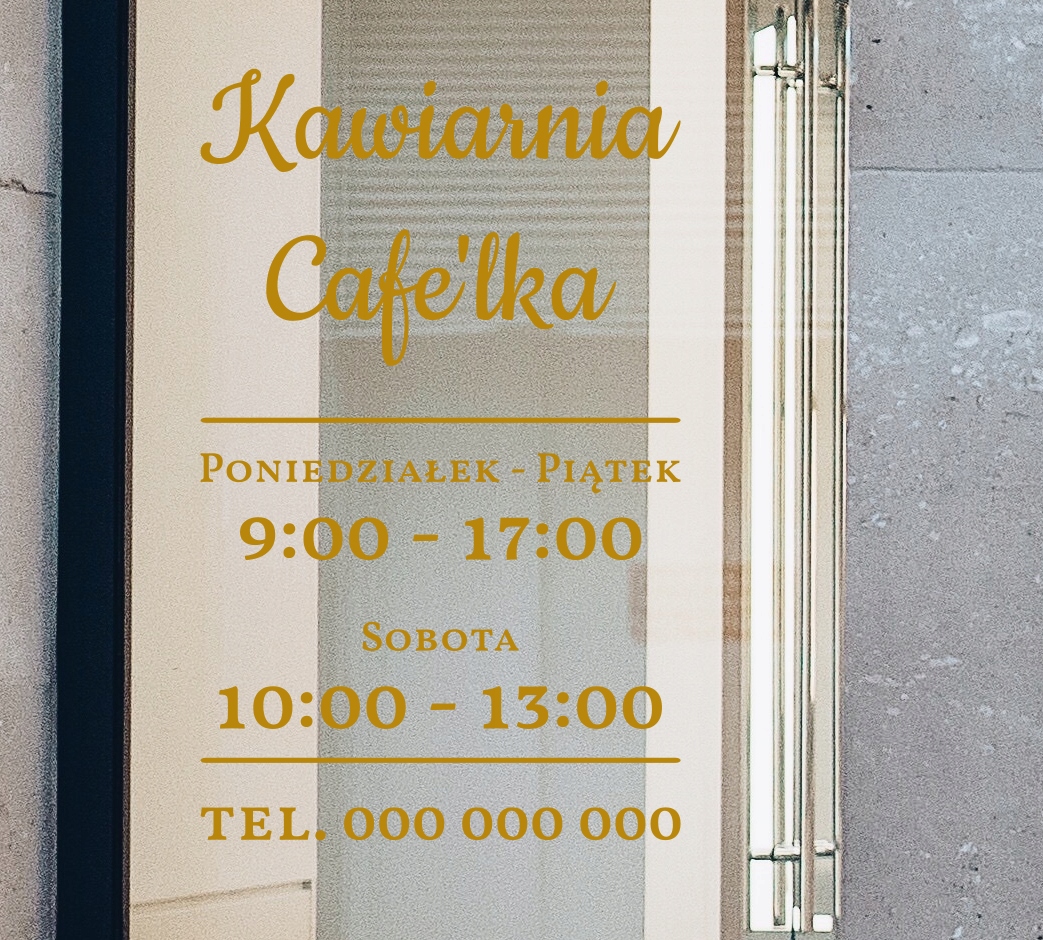 Kawiarnia
Cafe'lka
Poniedziałek - Piątek
9:00 - 17:00
Sobota
10:00 - 13:00
TEL. 000 000 000